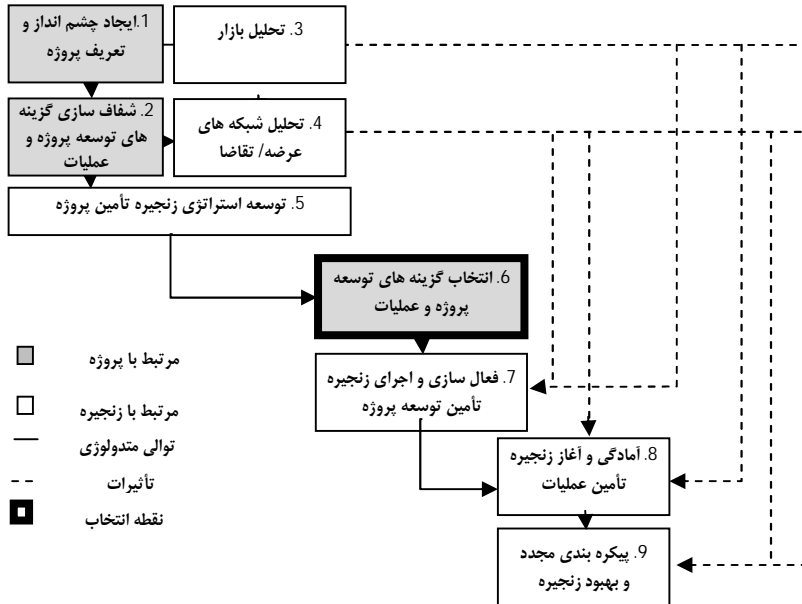 1.ایجاد چشم انداز و
تعریف پروژه
3. تحلیل بازار
2. شفاف سازی گزینه
های توسعه پروژه و
عملیات
4. تحلیل شبکه های
عرضه/ تقاضا
5. توسعه استراتژی زنجیره تأمین پروژه
6. انتخاب گزینه های توسعه
پروژه و عملیات
7. فعال سازی و اجرای زنجیره
تأمین توسعه پروژه
8. آمادگی و آغاز زنجیره
تأمین عملیات
9. پیکره بندی مجدد
و بهبود زنجیره
مرتبط با پروژه
مرتبط با زنجیره
توالی متدولوژی
تأثیرات
نقطه انتخاب